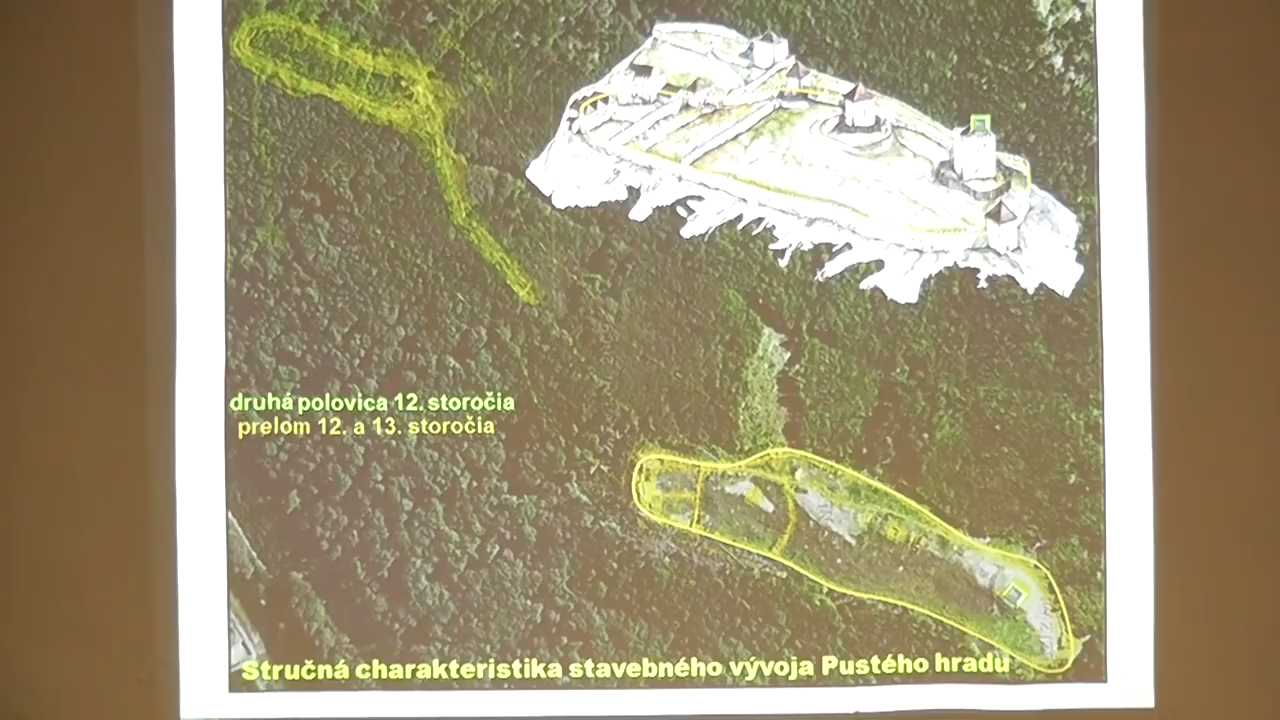 druhá polovica 12. storočia
prelom 12. a 13. storočia
Stručná charakteristika stavebného vývoja Pustého hradu